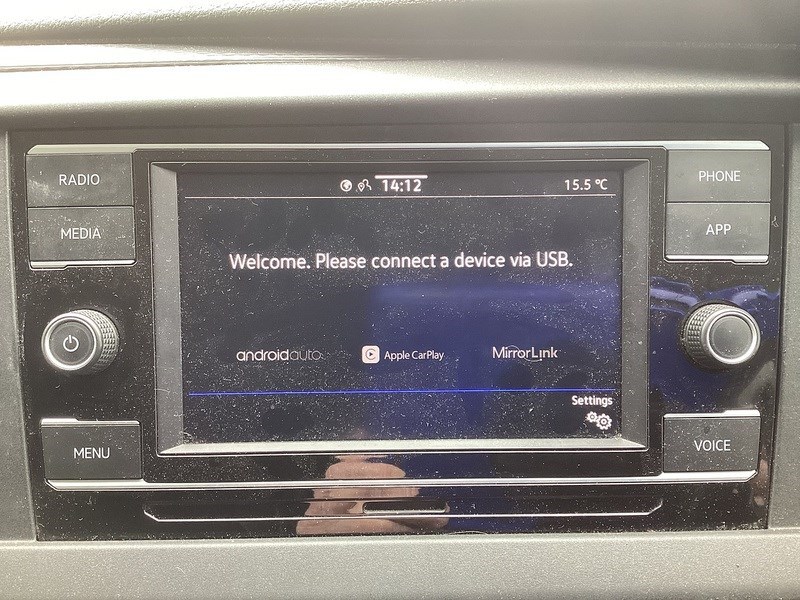 RADIO
MEDIA
MENU
14:12
15.5 °C
Welcome. Please connect a device via USB.
androidauto
Apple CarPlay
MirrorLink
Settings
PHONE
APP
VOICE